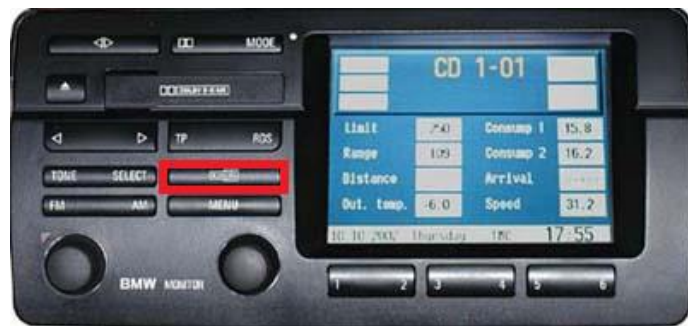 MODE
CD 1-01
TP RDS
TONE SELECT
FM AM
MENU
Limit Consump 1 15.8
Range 109 Consump 2 16.2
Distance Arrival
Out. temp. -6.0 Speed 31.2
Thursday 17:55
BMW MONITOR
1 2 3 4 5 6